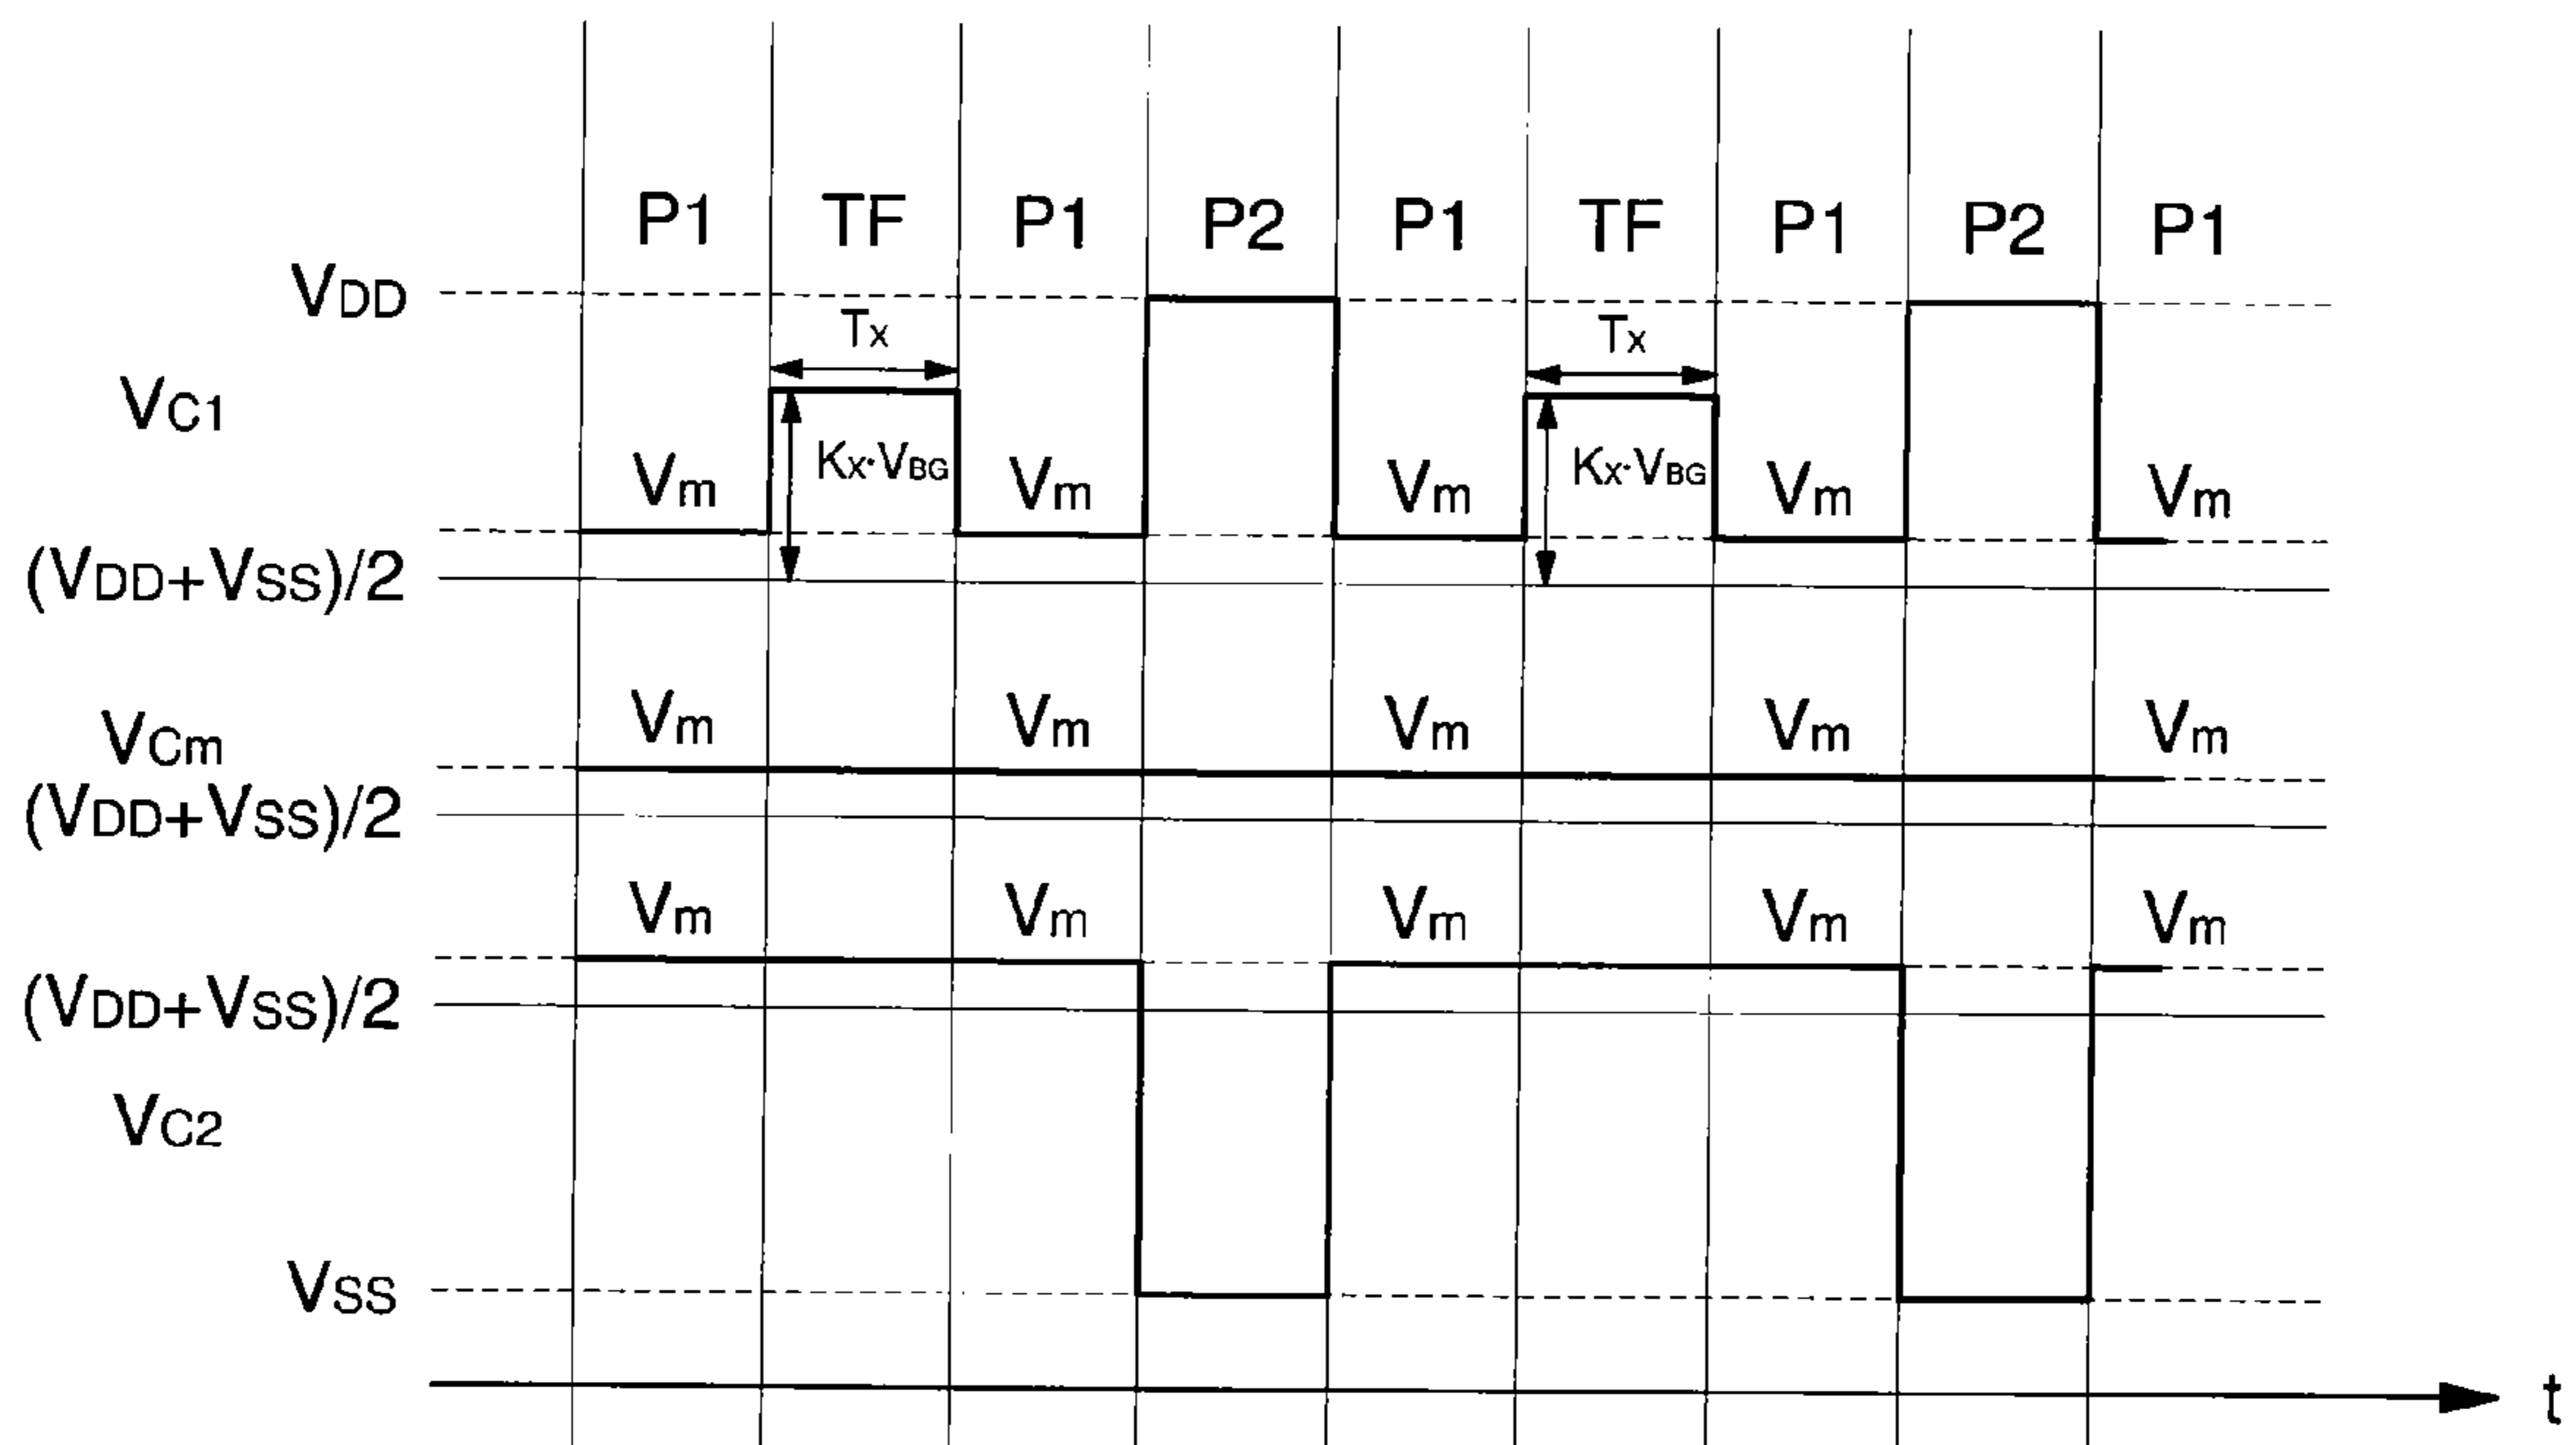 P1 TF P1 P2 P1 TF P1 P2 P1
VDD
Tx Tx
VC1
Kx·VBG Kx·VBG
Vm Vm Vm Vm Vm
(VDD+VSS)/2
Vm Vm Vm Vm Vm
VCm
(VDD+VSS)/2
Vm Vm Vm Vm Vm
(VDD+VSS)/2
VC2
VSS
t